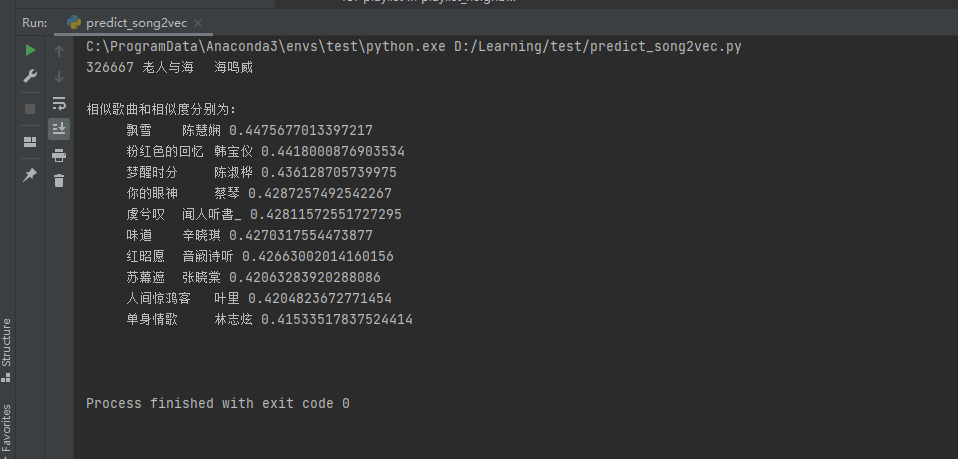 Run:
predict_song2vec
C:\ProgramData\Anaconda3\envs\test\python.exe D:/Learning/test/predict_song2vec.py
326667 老人与海 海鸣威
相似歌曲和相似度分别为:
飘雪 陈慧娴 0.4475677013397217
粉红色的回忆 韩宝仪 0.4418000876903534
梦醒时分 陈淑桦 0.436128705739975
你的眼神 蔡琴 0.4287257492542267
虞兮叹 闻人听書_ 0.42811572551727295
味道 辛晓琪 0.4270317554473877
红昭愿 音阙诗听 0.42663002014160156
苏幕遮 张晓棠 0.42063283920288086
人间惊鸿客 叶里 0.4204823672771454
单身情歌 林志炫 0.41533517837524414
Process finished with exit code 0
Structure
Favorites